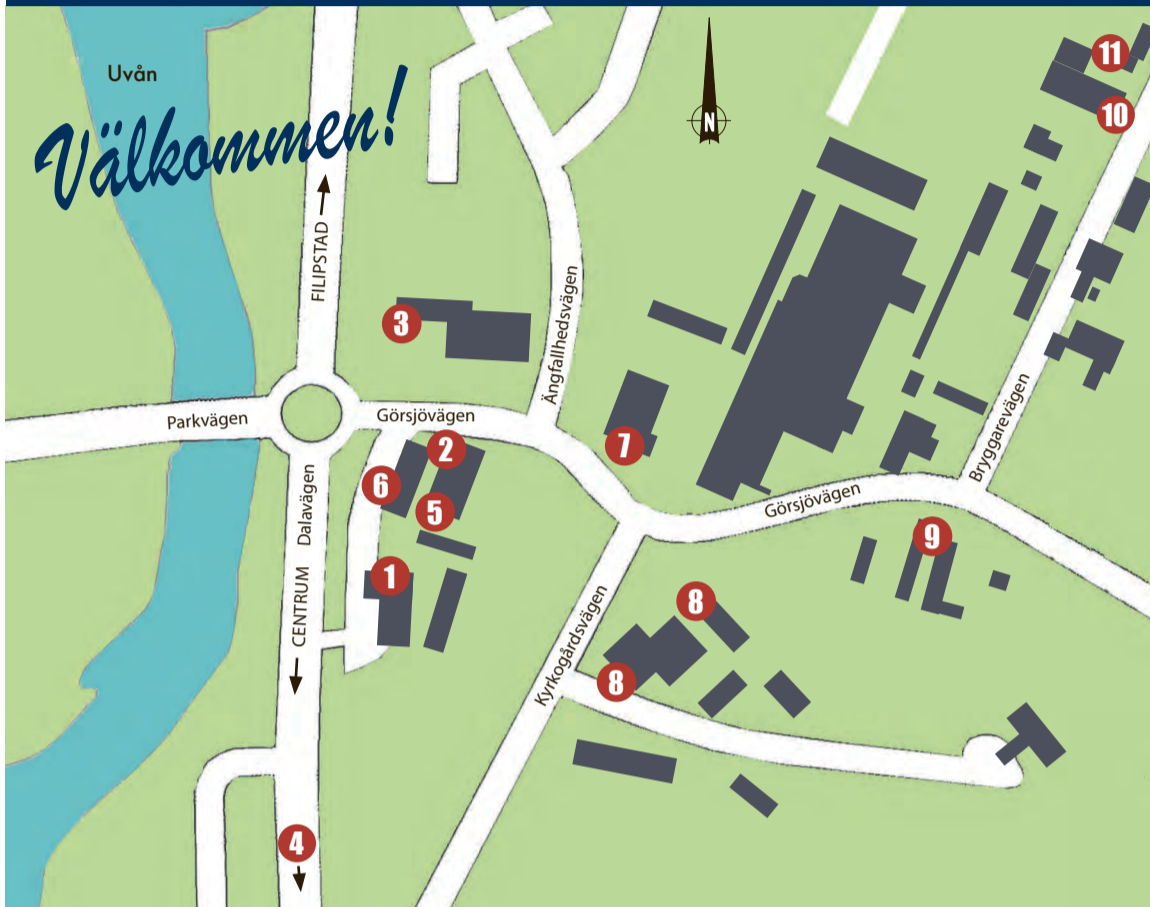 Uvån
Välkommen!
N
11
10
FILIPSTAD
3
Ängfallhedsvägen
Parkvägen
Görsjövägen
2
7
6
5
Dalavägen
CENTRUM
1
Görsjövägen
Bryggarevägen
9
8
8
Kyrkogårdsvägen
4